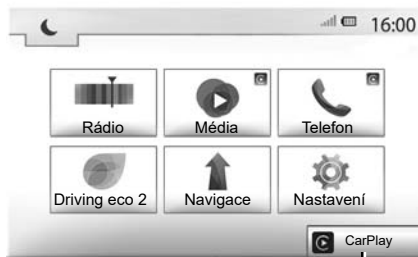 16:00
Rádio Média Telefon
Driving eco 2 Navigace Nastavení
CarPlay